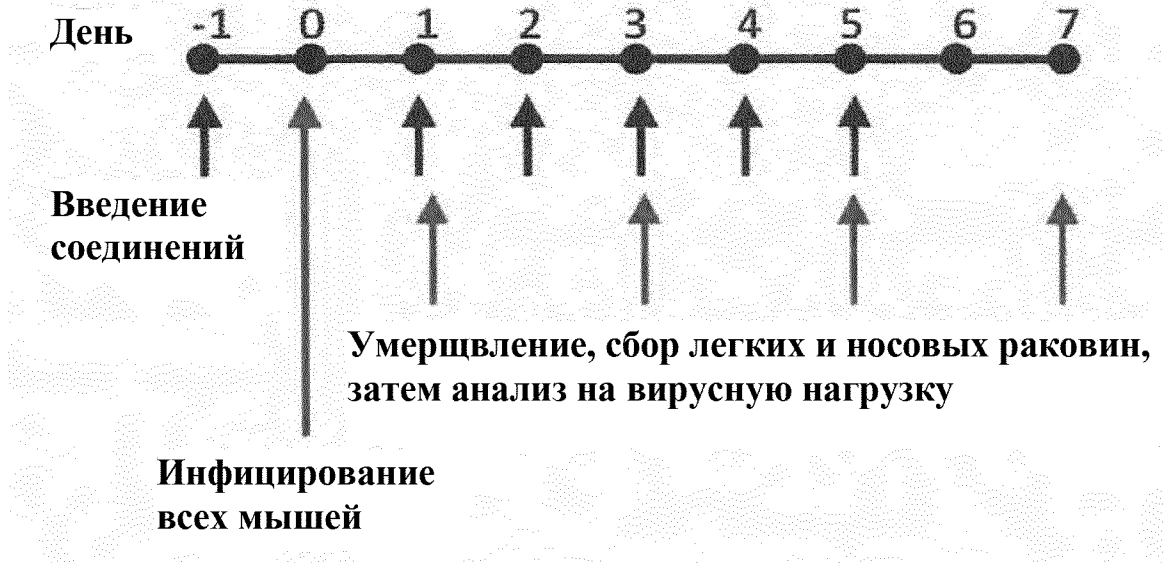 День -1 0 1 2 3 4 5 6 7
Введение
соединений
Умерщвление, сбор легких и носовых раковин,
затем анализ на вирусную нагрузку
Инфицирование
всех мышей